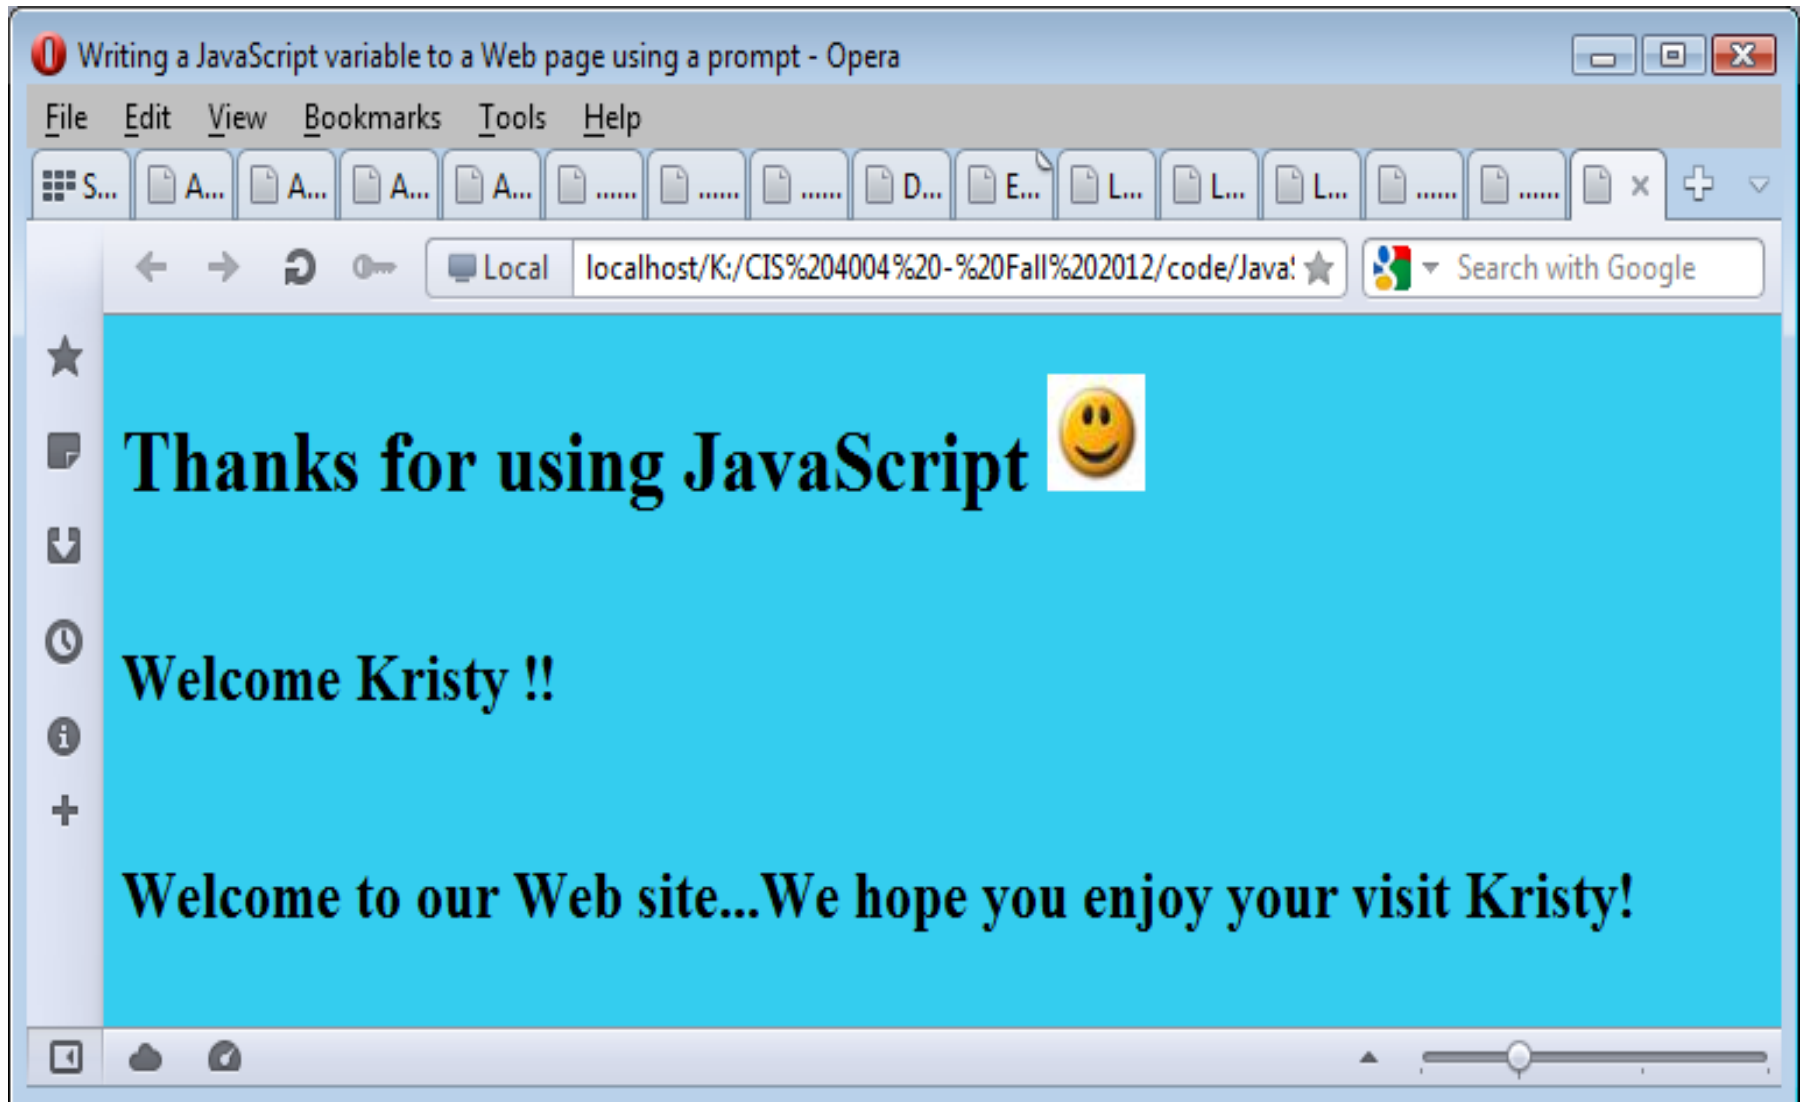 Writing a JavaScript variable to a Web page using a prompt - Opera
File Edit View Bookmarks Tools Help
S... A... A... A... A... ...... ...... ...... D... E... L... L... L... ...... ......
Local localhost/K:/CIS%204004%20-%20Fall%202012/code/Java Search with Google
Thanks for using JavaScript
Welcome Kristy !!
Welcome to our Web site...We hope you enjoy your visit Kristy!